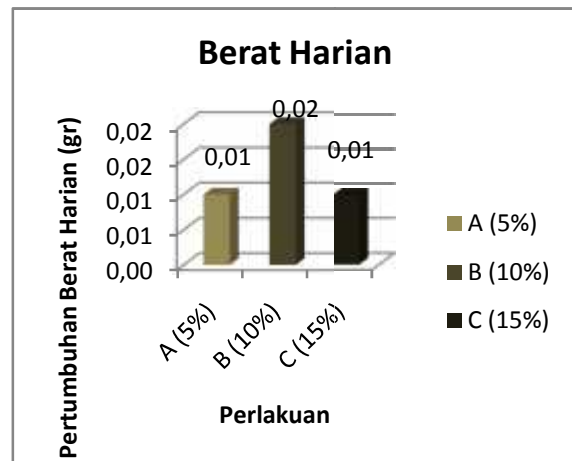 Berat Harian
Pertumbuhan Berat Harian (gr)
0,02
0,02
0,01
0,01
0,00
0,01
0,02
0,01
A (5%)
B (10%)
C (15%)
Perlakuan
A (5%)
B (10%)
C (15%)